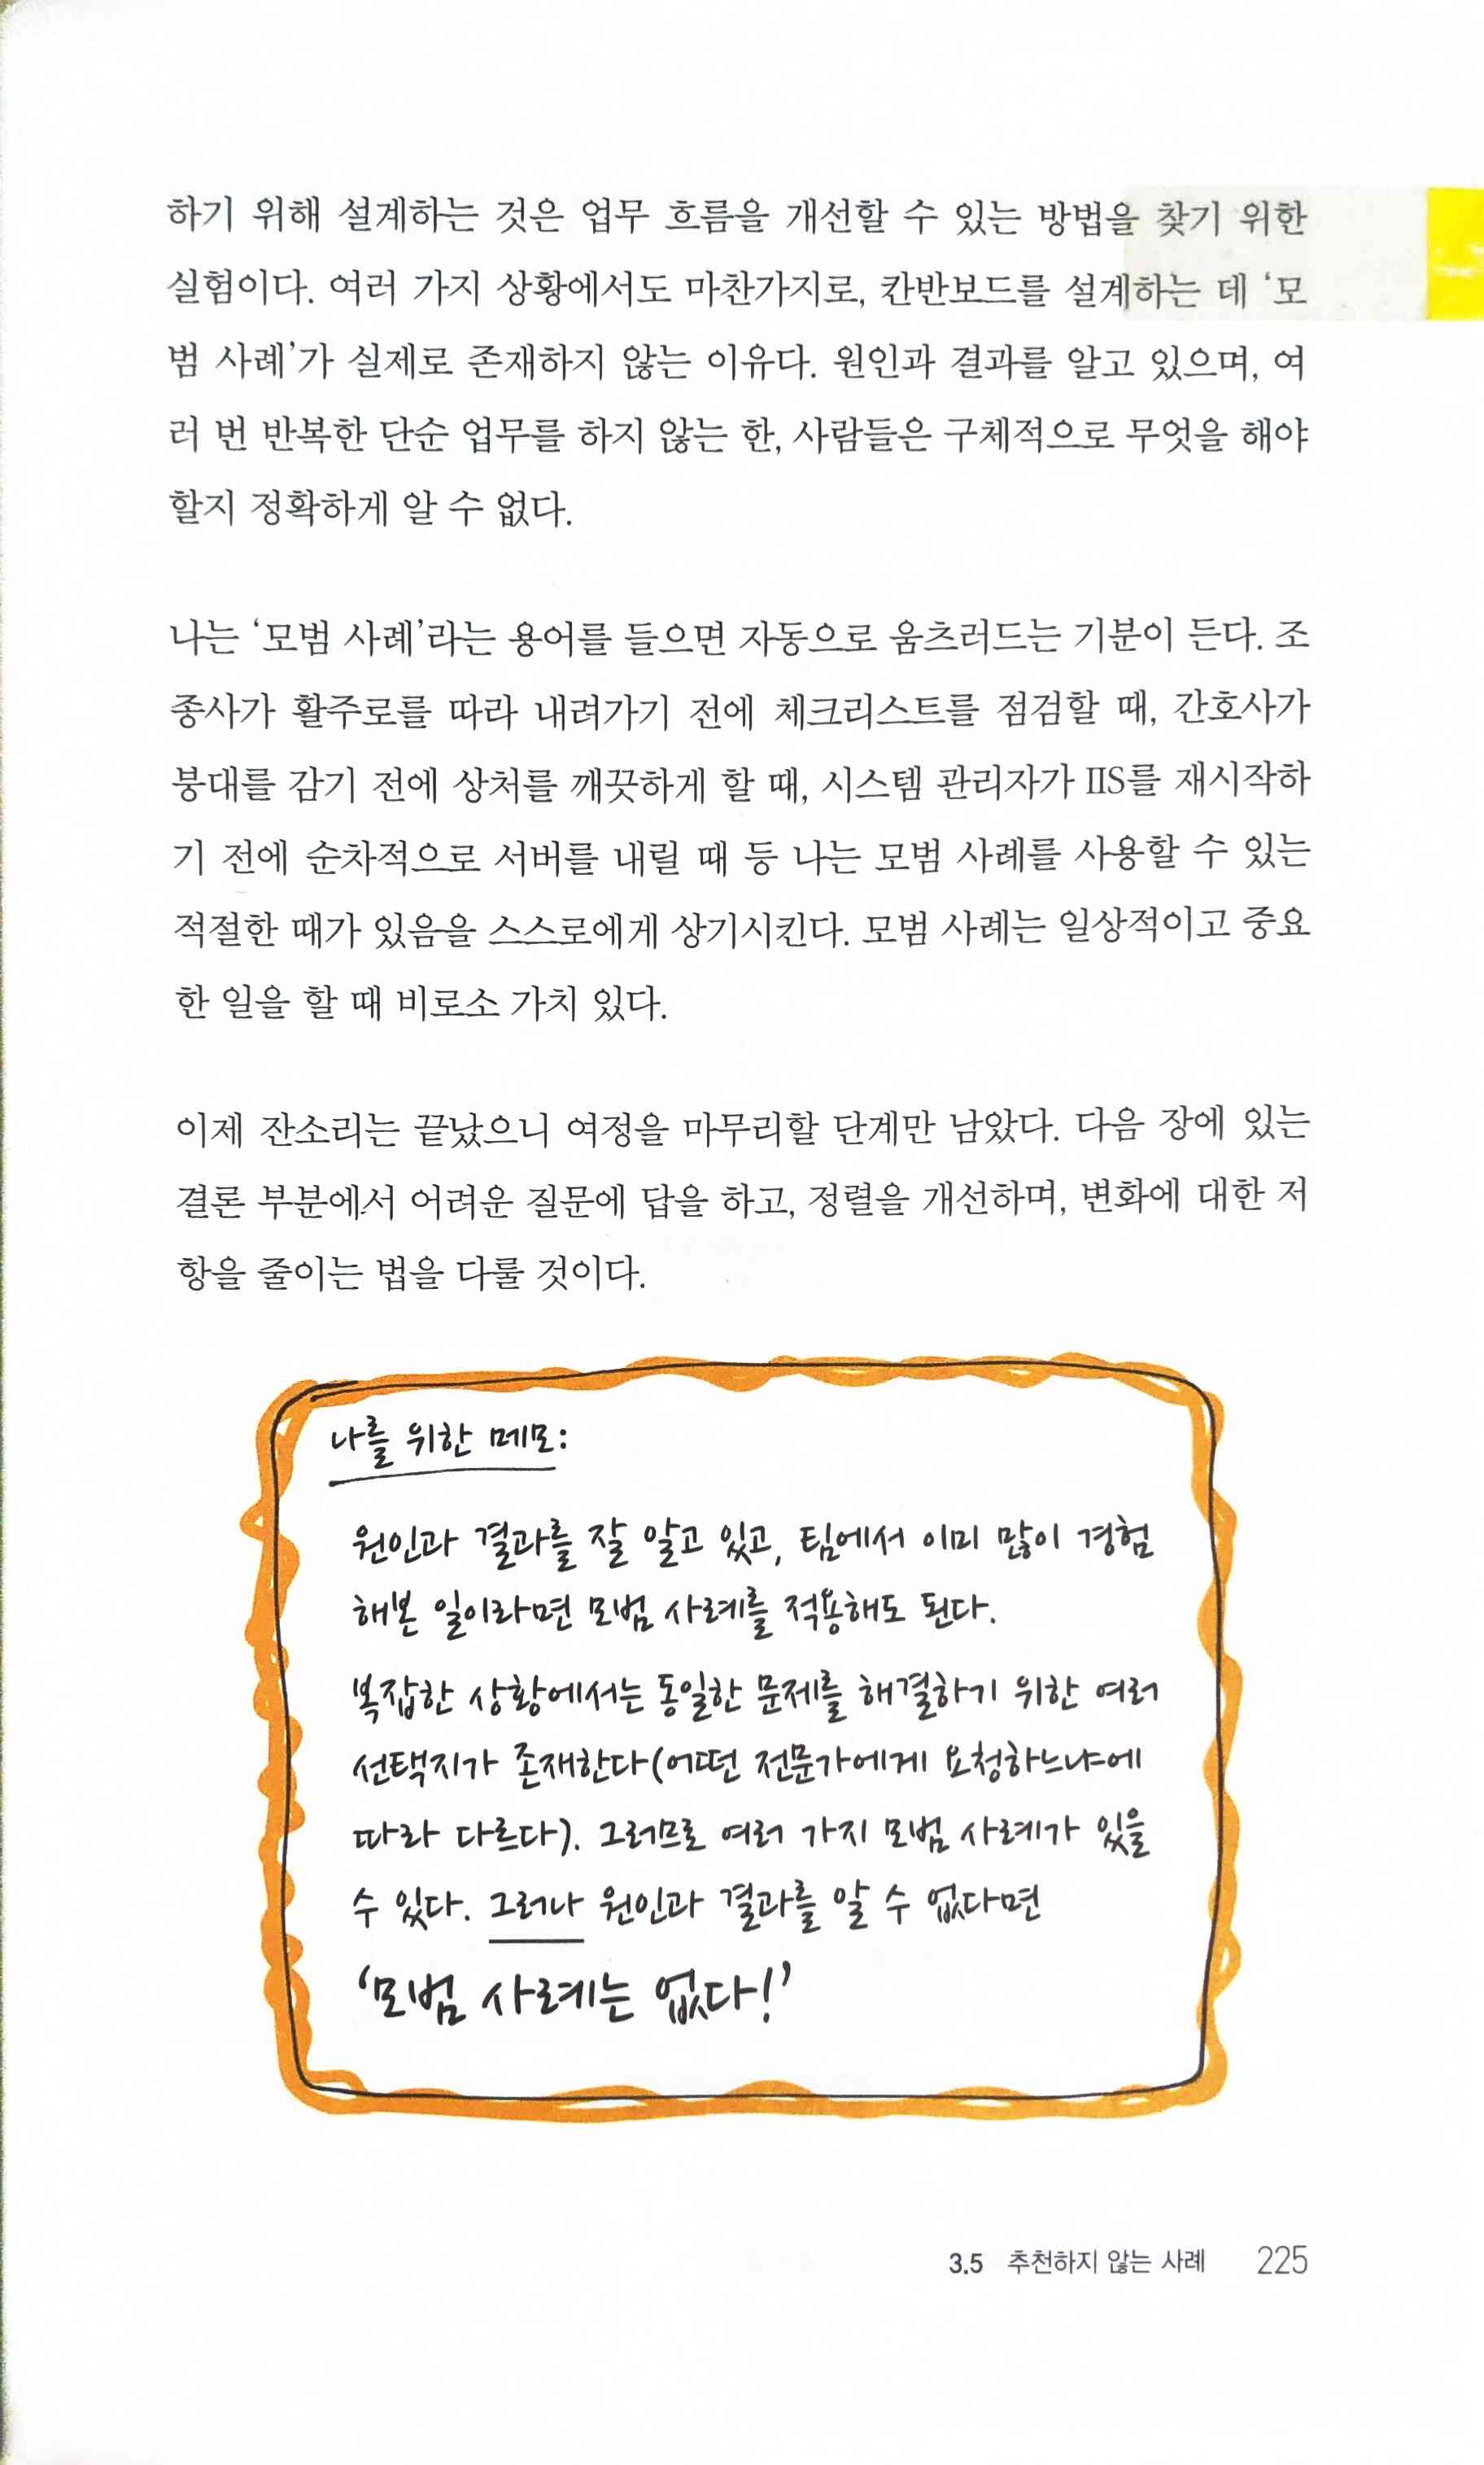 하기 위해 설계하는 것은 업무 흐름을 개선할 수 있는 방법을 찾기 위한
실험이다. 여러 가지 상황에서도 마찬가지로, 칸반보드를 설계하는 데 ‘모
범 사례’가 실제로 존재하지 않는 이유다. 원인과 결과를 알고 있으며, 여
러 번 반복한 단순 업무를 하지 않는 한, 사람들은 구체적으로 무엇을 해야
할지 정확하게 알 수 없다.
나는 ‘모범 사례’라는 용어를 들으면 자동으로 움츠러드는 기분이 든다. 조
종사가 활주로를 따라 내려가기 전에 체크리스트를 점검할 때, 간호사가
붕대를 감기 전에 상처를 깨끗하게 할 때, 시스템 관리자가 IIS를 재시작하
기 전에 순차적으로 서버를 내릴 때 등 나는 모범 사례를 사용할 수 있는
적절한 때가 있음을 스스로에게 상기시킨다. 모범 사례는 일상적이고 중요
한 일을 할 때 비로소 가치 있다.
이제 잔소리는 끝났으니 여정을 마무리할 단계만 남았다. 다음 장에 있는
결론 부분에서 어려운 질문에 답을 하고, 정렬을 개선하며, 변화에 대한 저
항을 줄이는 법을 다룰 것이다.
나를 위한 메모:
원인과 결과를 잘 알고 있고, 팀에서 이미 많이 경험
해본 일이라면 모범 사례를 적용해도 된다.
복잡한 상황에서는 동일한 문제를 해결하기 위한 여러
선택지가 존재한다(어떤 전문가에게 요청하느냐에
따라 다르다). 그러므로 여러 가지 모범 사례가 있을
수 있다. 그러나 원인과 결과를 알 수 없다면
‘모범 사례는 없다!’
3.5 추천하지 않는 사례 225